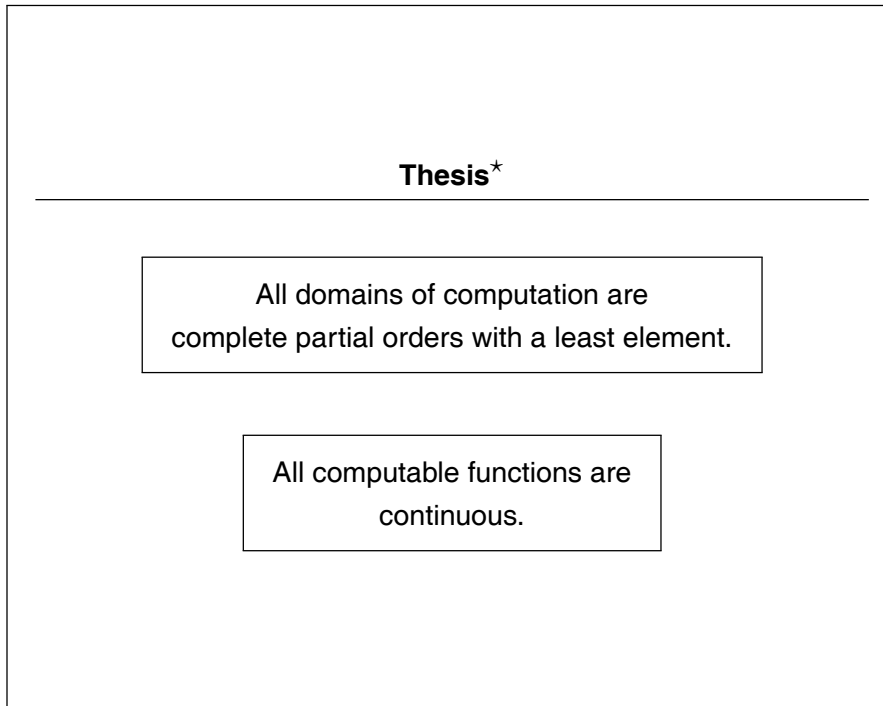 Thesis⋆
All domains of computation are
complete partial orders with a least element.
All computable functions are
continuous.